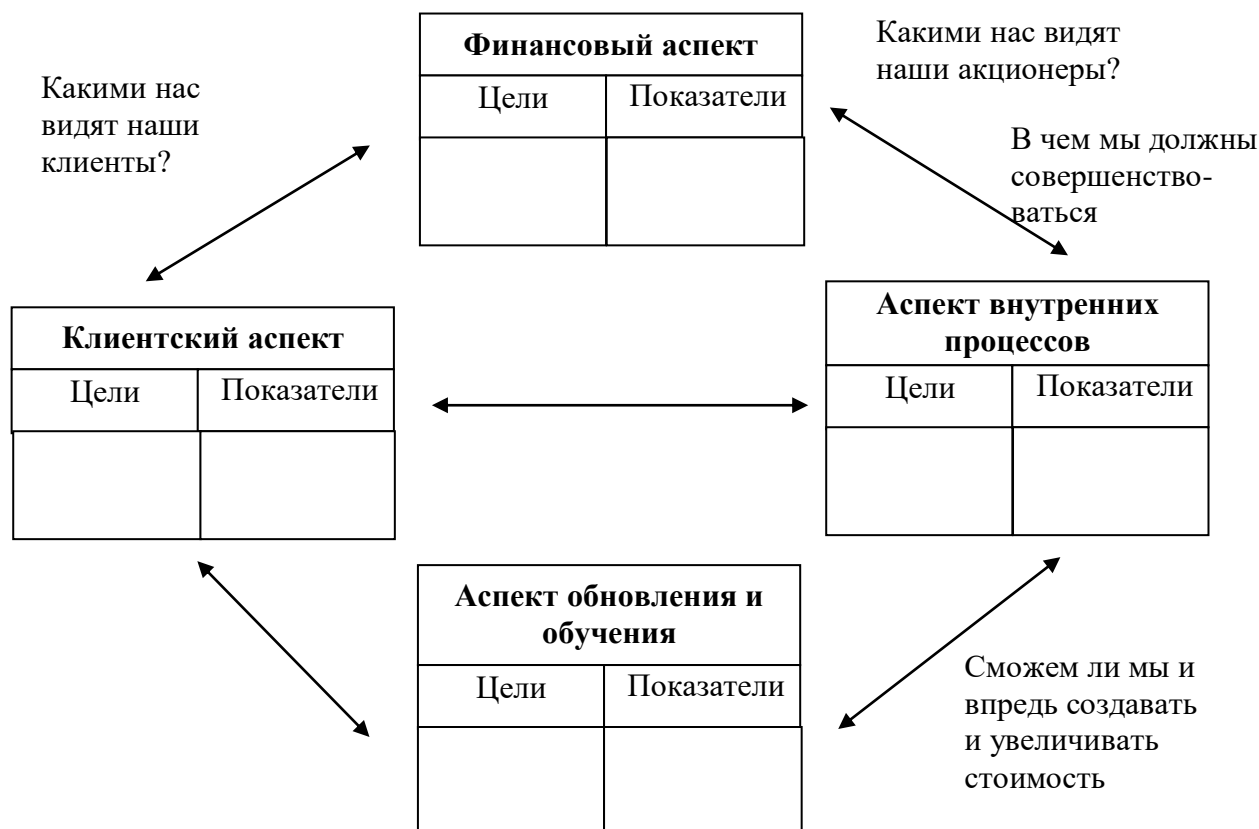 Финансовый аспект
Цели
Показатели
Какими нас видят
наши акционеры?
Какими нас
видят наши
клиенты?
В чем мы должны
совершенство-
ваться
Клиентский аспект
Цели
Показатели
Аспект внутренних
процессов
Цели
Показатели
Аспект обновления и
обучения
Цели
Показатели
Сможем ли мы и
впредь создавать
и увеличивать
стоимость